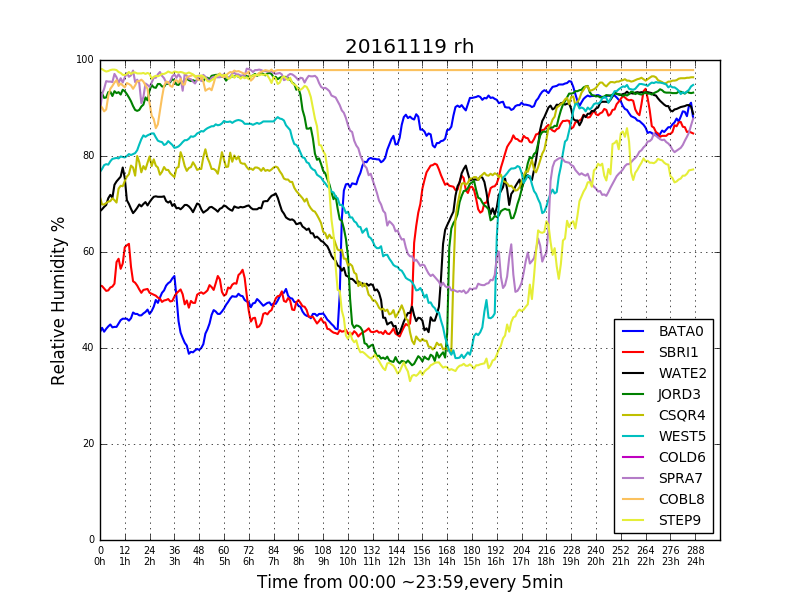 20161119 rh
Relative Humidity %
100
80
60
40
20
0
0 12 24 36 48 60 72 84 96 108 120 132 144 156 168 180 192 204 216 228 240 252 264 276 288
0h 1h 2h 3h 4h 5h 6h 7h 8h 9h 10h 11h 12h 13h 14h 15h 16h 17h 18h 19h 20h 21h 22h 23h 24h
Time from 00:00 ~23:59,every 5min
BATA0
SBRI1
WATE2
JORD3
CSQR4
WEST5
COLD6
SPRA7
COBL8
STEP9